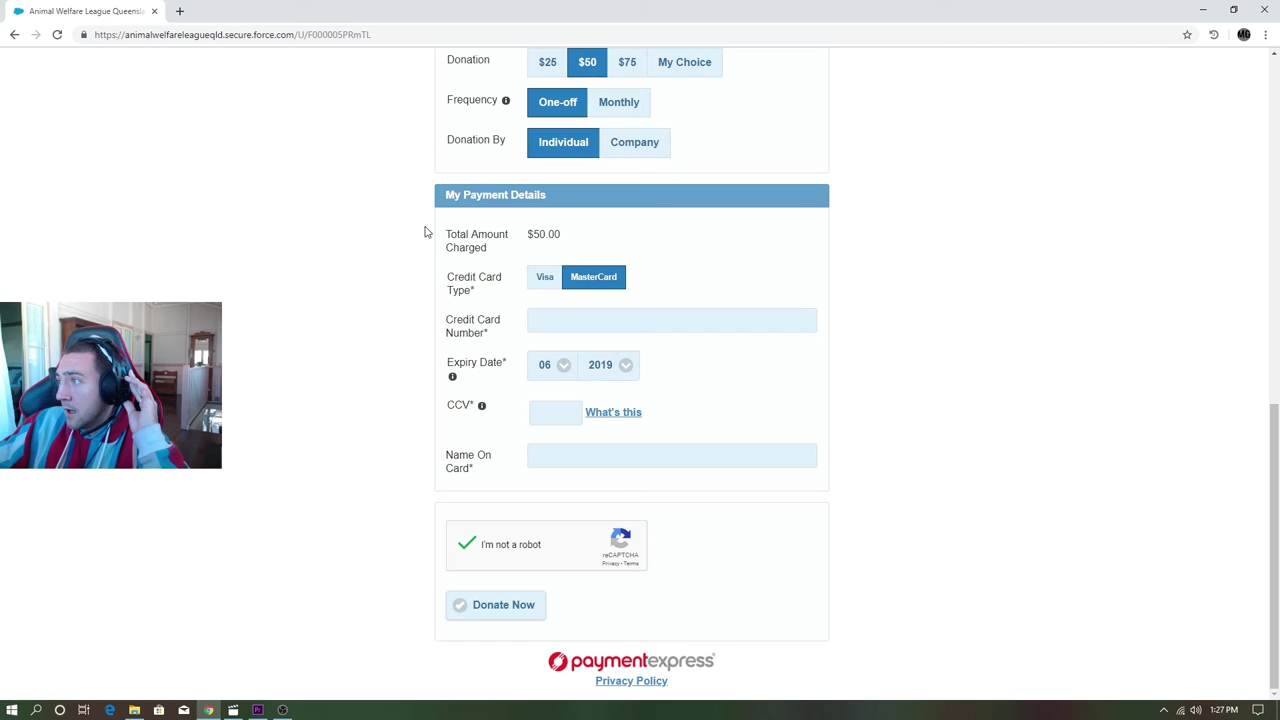 Animal Welfare League Queensla
https://animalwelfareleagueqld.secure.force.com/U/F000005PRmTL
MG
Donation $25 $50 $75 My Choice
Frequency One-off Monthly
Donation By Individual Company
My Payment Details
Total Amount Charged $50.00
Credit Card Type* Visa MasterCard
Credit Card Number*
Expiry Date* 06 2019
CCV* What's this
Name On Card*
I'm not a robot
reCAPTCHA
Privacy - Terms
Donate Now
paymentexpress
Privacy Policy
1:27 PM